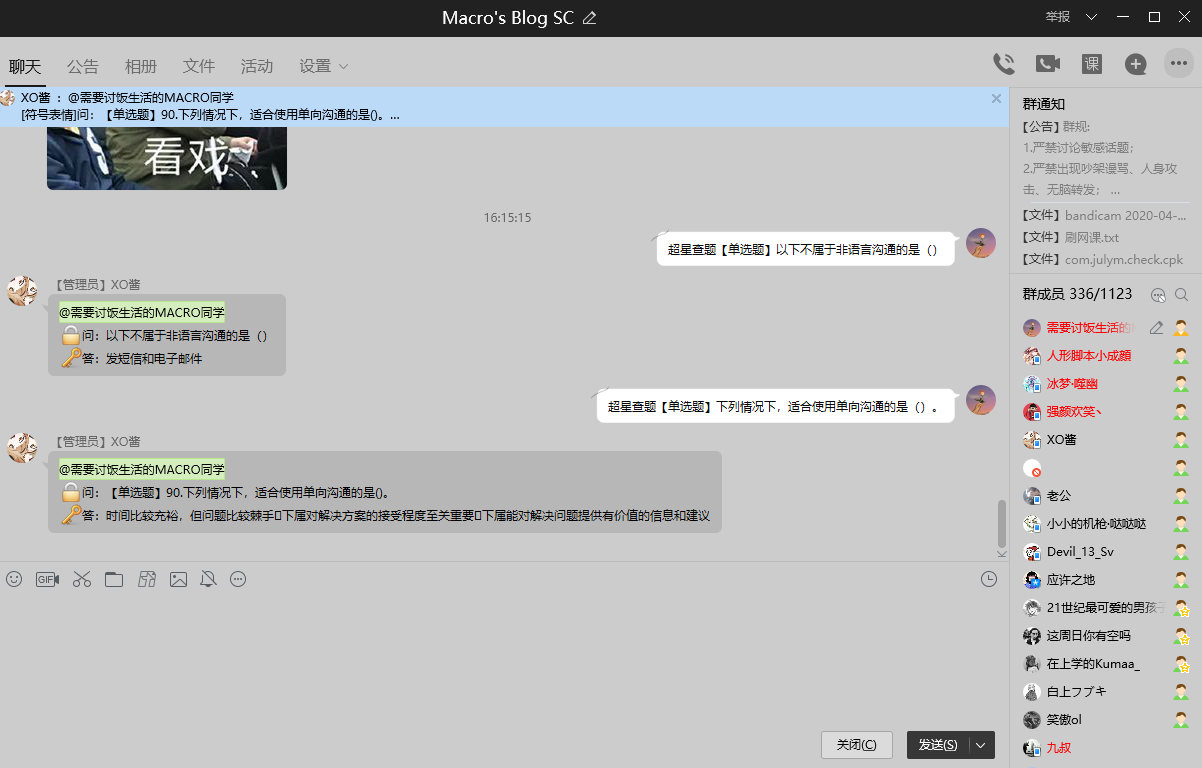 Macro's Blog SC
举报
聊天 公告 相册 文件 活动 设置
课
XO酱 ： @需要讨饭生活的MACRO同学
[符号表情]问：【单选题】90.下列情况下，适合使用单向沟通的是()。...
看戏
16:15:15
超星查题【单选题】以下不属于非语言沟通的是（）
【管理员】XO酱
@需要讨饭生活的MACRO同学
问：以下不属于非语言沟通的是（）
答：发短信和电子邮件
超星查题【单选题】下列情况下，适合使用单向沟通的是（）。
【管理员】XO酱
@需要讨饭生活的MACRO同学
问：【单选题】90.下列情况下，适合使用单向沟通的是()。
答：时间比较充裕，但问题比较棘手▯下属对解决方案的接受程度至关重要▯下属能对解决问题提供有价值的信息和建议
GIF
关闭(C)
发送(S)
群通知
【公告】群规:
1.严禁讨论敏感话题；
2.严禁出现吵架谩骂、人身攻
击、无脑转发； ...
【文件】bandicam 2020-04-...
【文件】刷网课.txt
【文件】com.julym.check.cpk
群成员 336/1123
需要讨饭生活的
人形脚本小成顔
冰梦·噬幽
强颜欢笑丶
XO酱
老公
小小的机枪·哒哒哒
Devil_13_Sv
应许之地
21世纪最可爱的男孩子
这周日你有空吗
在上学的Kumaa_
白上フブキ
笑傲ol
九叔